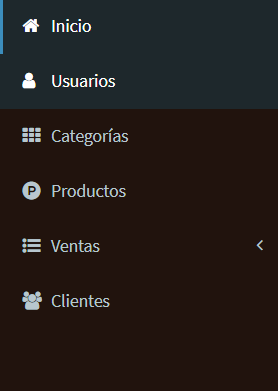 Inicio
Usuarios
Categorías
Productos
Ventas
Clientes